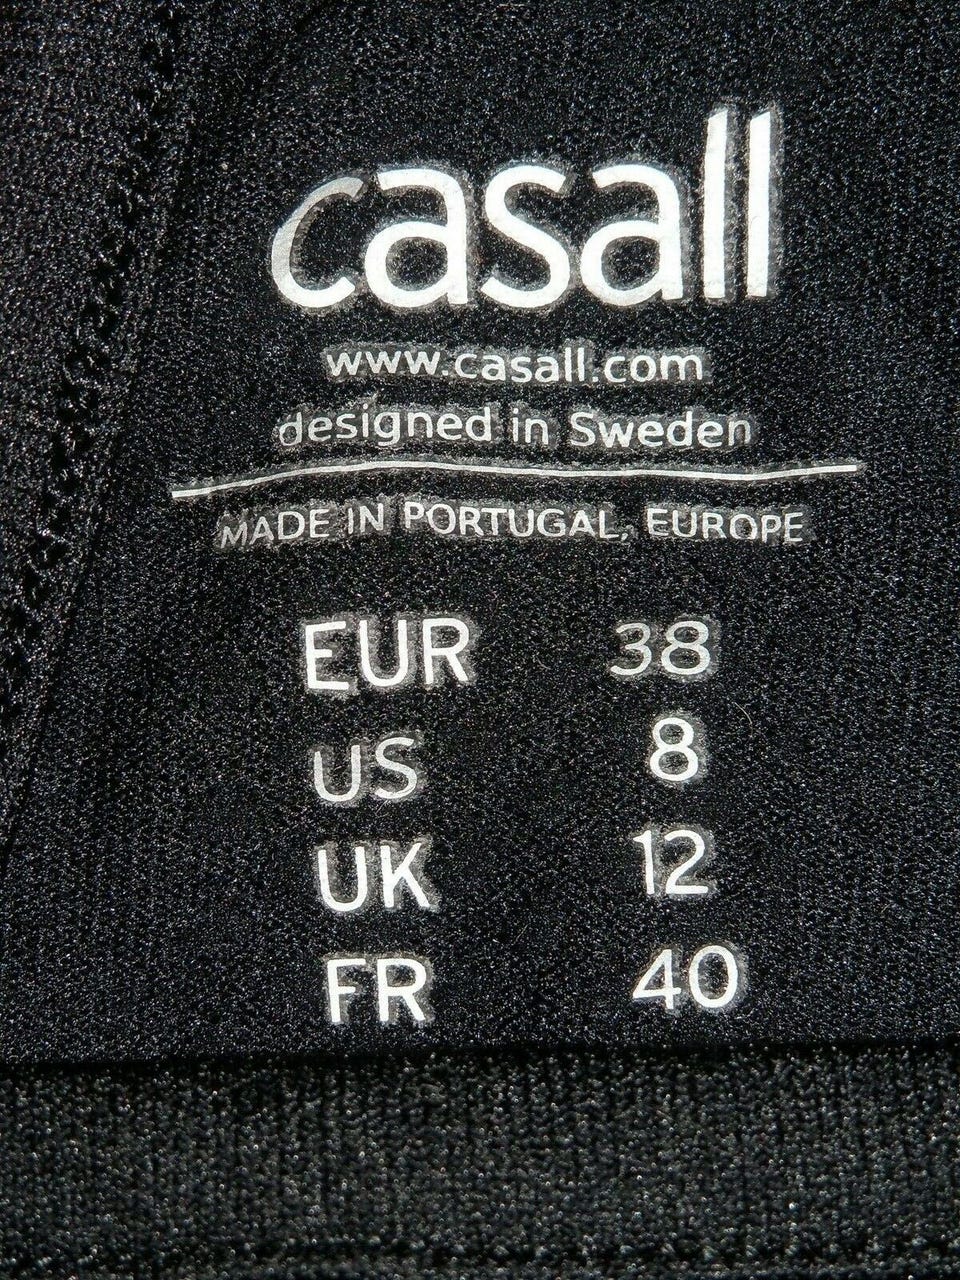 casall
www.casall.com
designed in Sweden
MADE IN PORTUGAL, EUROPE
EUR 38
US 8
UK 12
FR 40